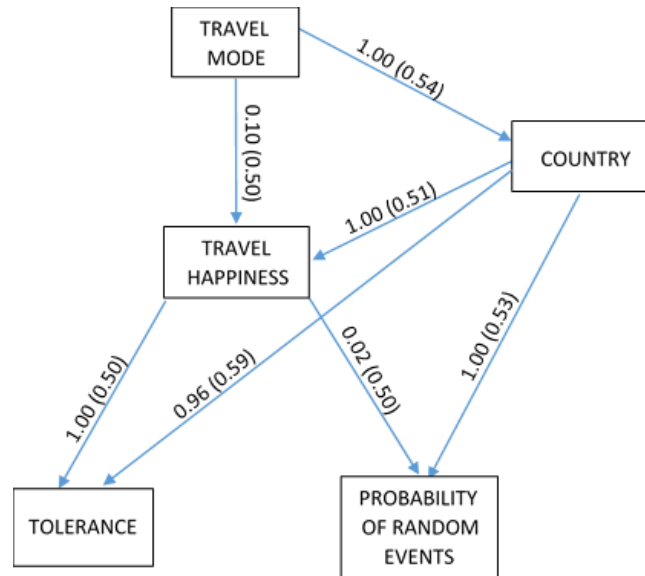 TRAVEL
MODE
1.00 (0.54)
0.10 (0.50)
COUNTRY
1.00 (0.51)
TRAVEL
HAPPINESS
1.00 (0.50)
0.96 (0.59)
0.02 (0.50)
1.00 (0.53)
TOLERANCE
PROBABILITY
OF RANDOM
EVENTS